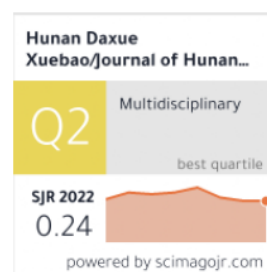 Hunan Daxue
Xuebao/Journal of Hunan...
Q2
Multidisciplinary
best quartile
SJR 2022
0.24
powered by scimagojr.com